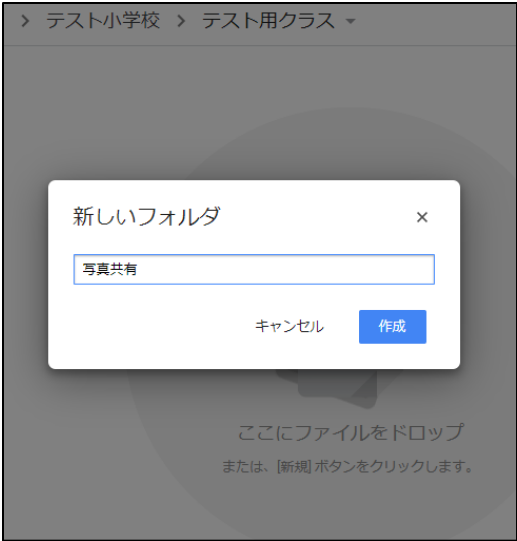 > テスト小学校 > テスト用クラス
新しいフォルダ ×
写真共有
キャンセル 作成
ここにファイルをドロップ
または、[新規] ボタンをクリックします。